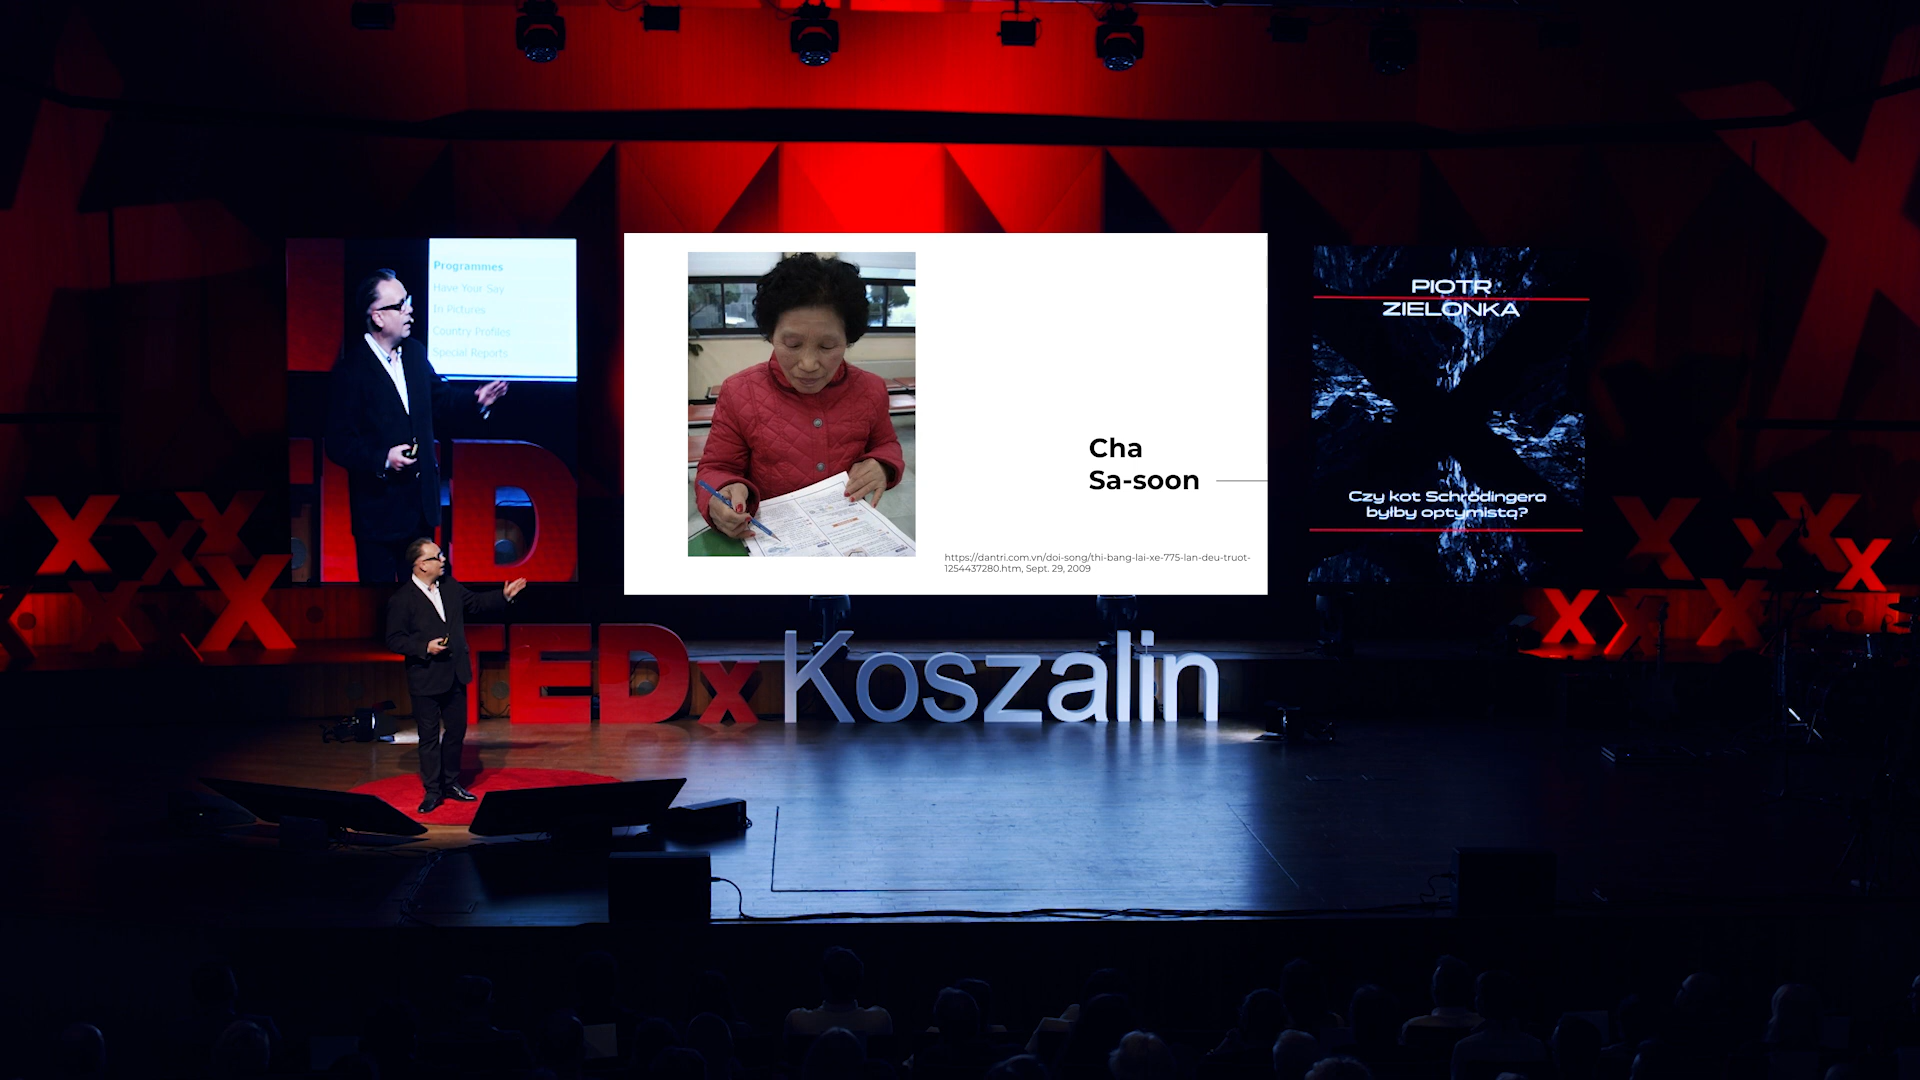 Programmes
Have Your Say
In Pictures
Country Profiles
Special Reports
Cha
Sa-soon
https://dantri.com.vn/doi-song/thi-bang-lai-xe-775-lan-deu-truot-
1254437280.htm, Sept. 29, 2009
PIOTR
ZIELONKA
Czy kot Schrödingera
byłby optymistą?
TEDxKoszalin